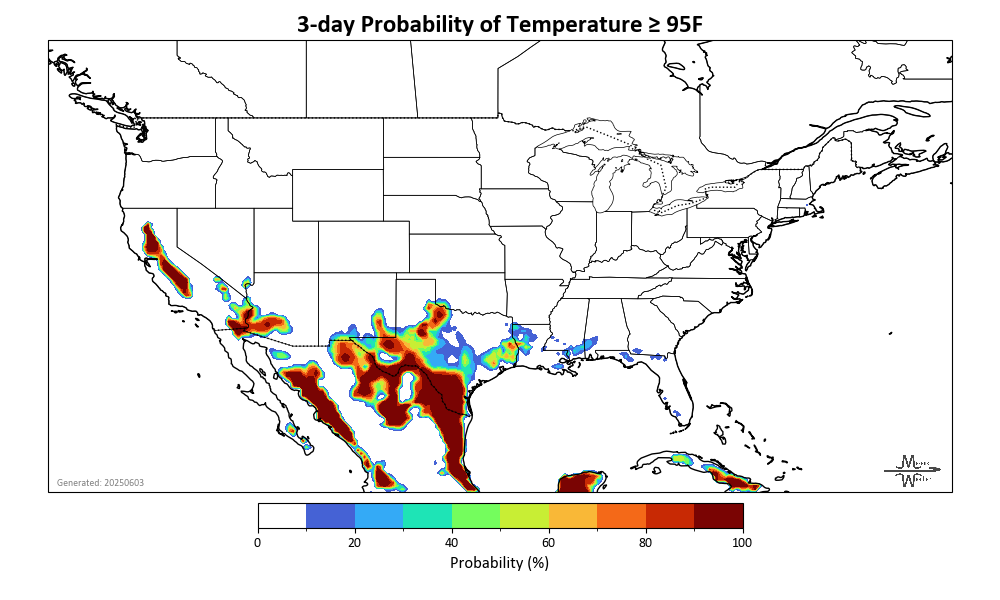 3-day Probability of Temperature ≥ 95F
Generated: 20250603
0 20 40 60 80 100
Probability (%)